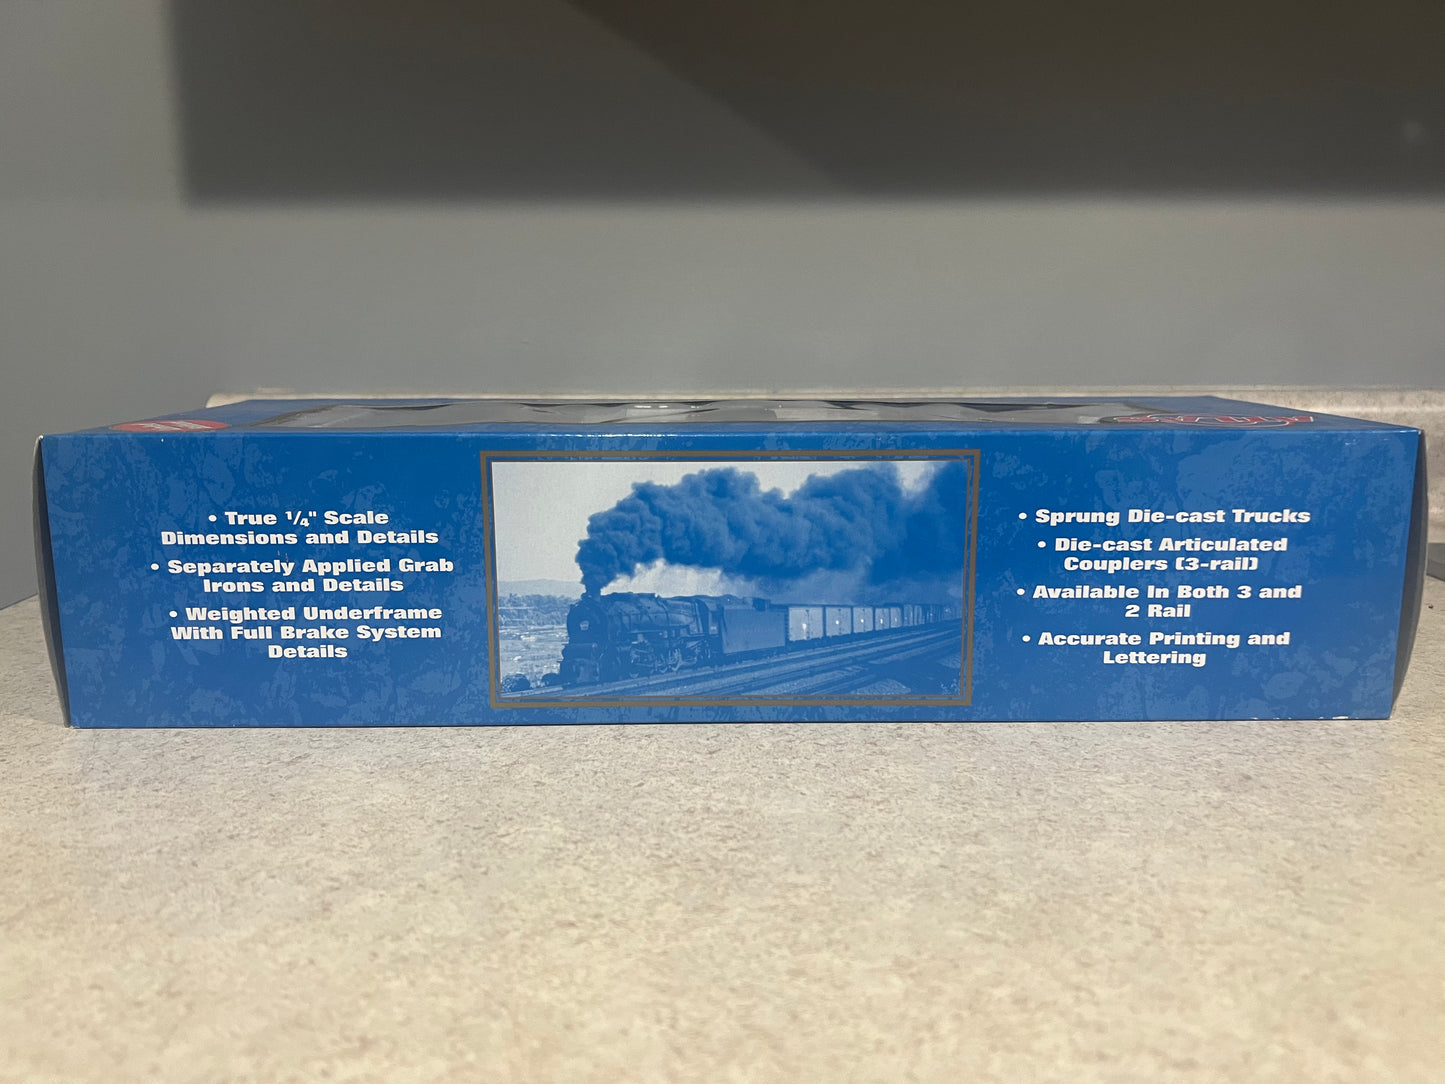 • True 1/4" Scale
Dimensions and Details
• Separately Applied Grab
Irons and Details
• Weighted Underframe
With Full Brake System
Details
• Sprung Die-cast Trucks
• Die-cast Articulated
Couplers (3-rail)
• Available In Both 3 and
2 Rail
• Accurate Printing and
Lettering